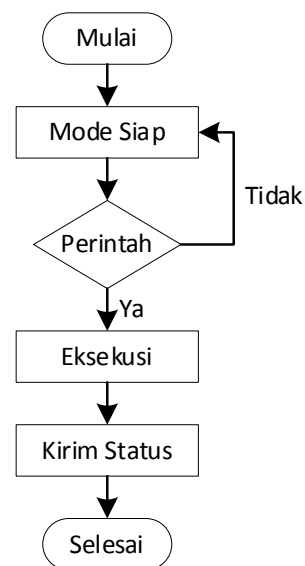 Mulai
Mode Siap
Tidak
Perintah
Ya
Eksekusi
Kirim Status
Selesai